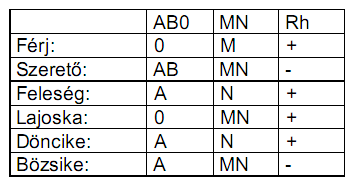 AB0 MN Rh
Férj: 0 M +
Szerető: AB MN -
Feleség: A N +
Lajoska: 0 MN +
Döncike: A N +
Bözsike: A MN -